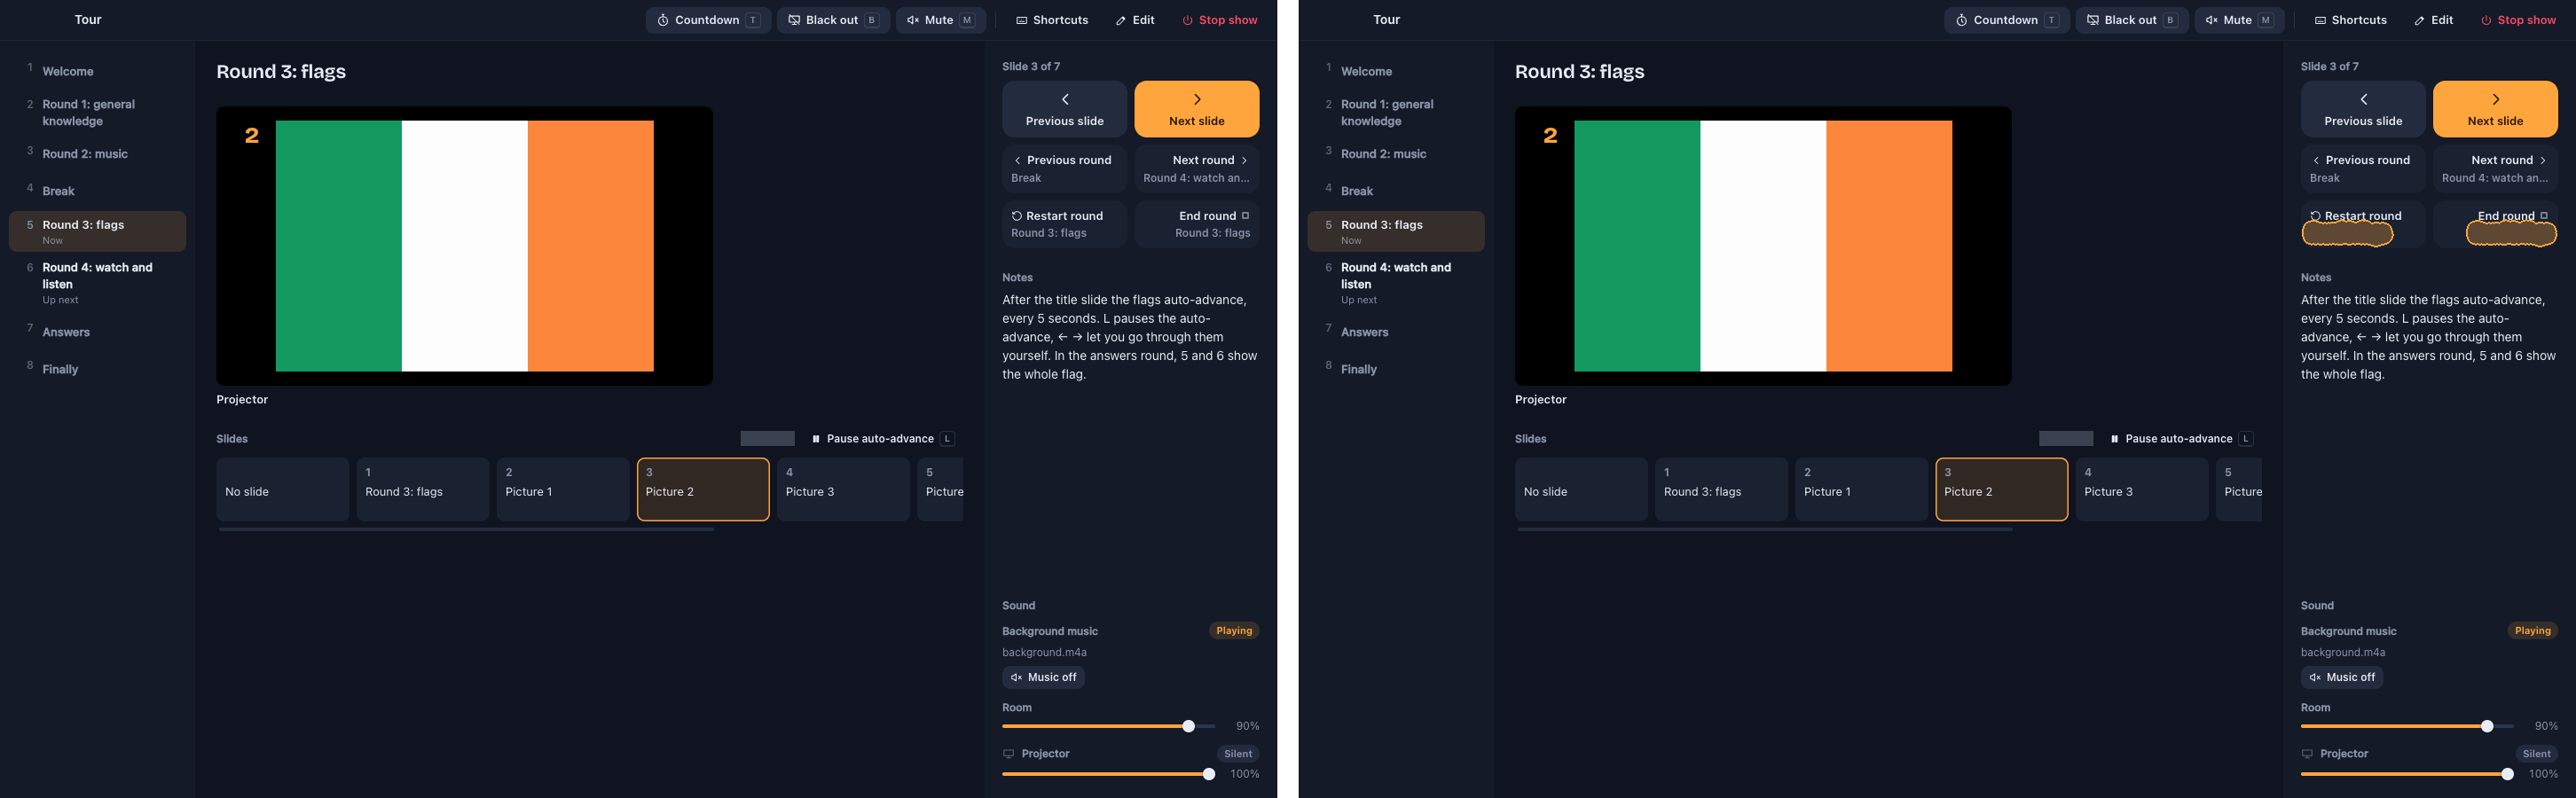 Tour
Countdown T
Black out B
Mute M
Shortcuts
Edit
Stop show
1 Welcome
2 Round 1: general
knowledge
3 Round 2: music
4 Break
5 Round 3: flags
Now
6 Round 4: watch and
listen
Up next
7 Answers
8 Finally
Round 3: flags
2
Projector
Slides
Pause auto-advance L
No slide
1
Round 3: flags
2
Picture 1
3
Picture 2
4
Picture 3
5
Picture
Slide 3 of 7
Previous slide
Next slide
Previous round
Break
Next round
Round 4: watch an...
Restart round
Round 3: flags
End round
Round 3: flags
Notes
After the title slide the flags auto-advance,
every 5 seconds. L pauses the auto-
advance, ← → let you go through them
yourself. In the answers round, 5 and 6 show
the whole flag.
Sound
Background music
Playing
background.m4a
Music off
Room
90%
Projector
Silent
100%
Tour
Countdown T
Black out B
Mute M
Shortcuts
Edit
Stop show
1 Welcome
2 Round 1: general
knowledge
3 Round 2: music
4 Break
5 Round 3: flags
Now
6 Round 4: watch and
listen
Up next
7 Answers
8 Finally
Round 3: flags
2
Projector
Slides
Pause auto-advance L
No slide
1
Round 3: flags
2
Picture 1
3
Picture 2
4
Picture 3
5
Picture
Slide 3 of 7
Previous slide
Next slide
Previous round
Break
Next round
Round 4: watch an...
Restart round
End round
Notes
After the title slide the flags auto-advance,
every 5 seconds. L pauses the auto-
advance, ← → let you go through them
yourself. In the answers round, 5 and 6 show
the whole flag.
Sound
Background music
Playing
background.m4a
Music off
Room
90%
Projector
Silent
100%